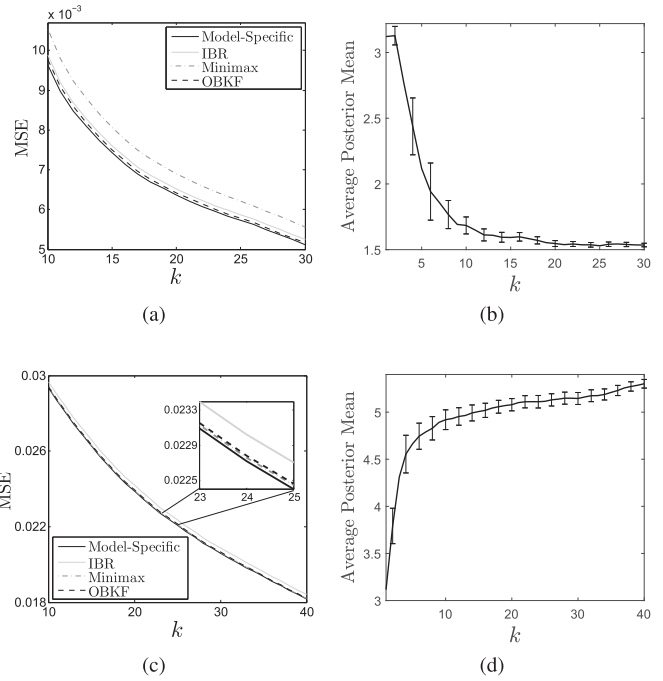 × 10⁻³
10
9
8
7
6
5
10 15 20 25 30
MSE
k
Model-Specific
IBR
Minimax
OBKF
(a)
3
2.5
2
1.5
5 10 15 20 25 30
Average Posterior Mean
k
(b)
0.03
0.026
0.022
0.018
10 15 20 25 30 35 40
MSE
k
0.0233
0.0229
0.0225
23 24 25
Model-Specific
IBR
Minimax
OBKF
(c)
5
4.5
4
3.5
3
10 20 30 40
Average Posterior Mean
k
(d)